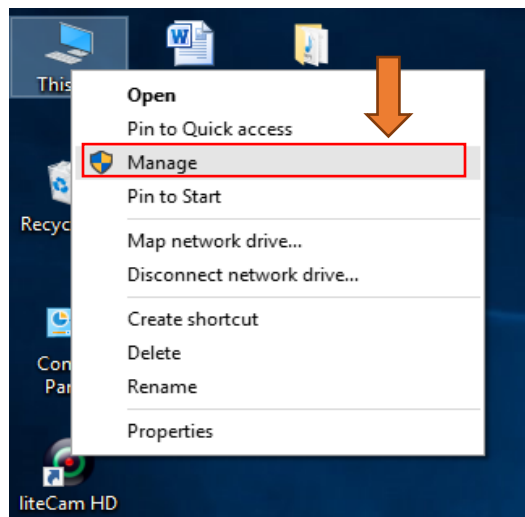 This
Open
Pin to Quick access
Manage
Pin to Start
Recyc
Map network drive...
Disconnect network drive...
Create shortcut
Con
Delete
Pa
Rename
Properties
liteCam HD
W